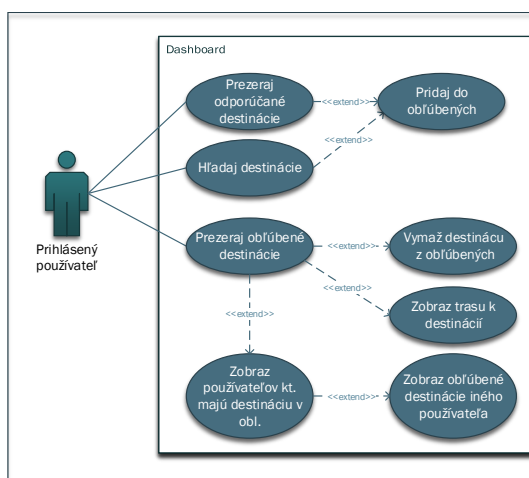 Dashboard
Prezeraj
odporúčané
destinácie
<<extend>>
Pridaj do
obľúbených
Hľadaj destinácie
<<extend>>
Prihlásený
používateľ
Prezeraj obľúbené
destinácie
<<extend>>
Vymaž destinácu
z obľúbených
<<extend>>
Zobraz trasu k
destinácií
<<extend>>
Zobraz
používateľov kt.
majú destináciu v
obl.
<<extend>>
Zobraz obľúbené
destinácie iného
používateľa